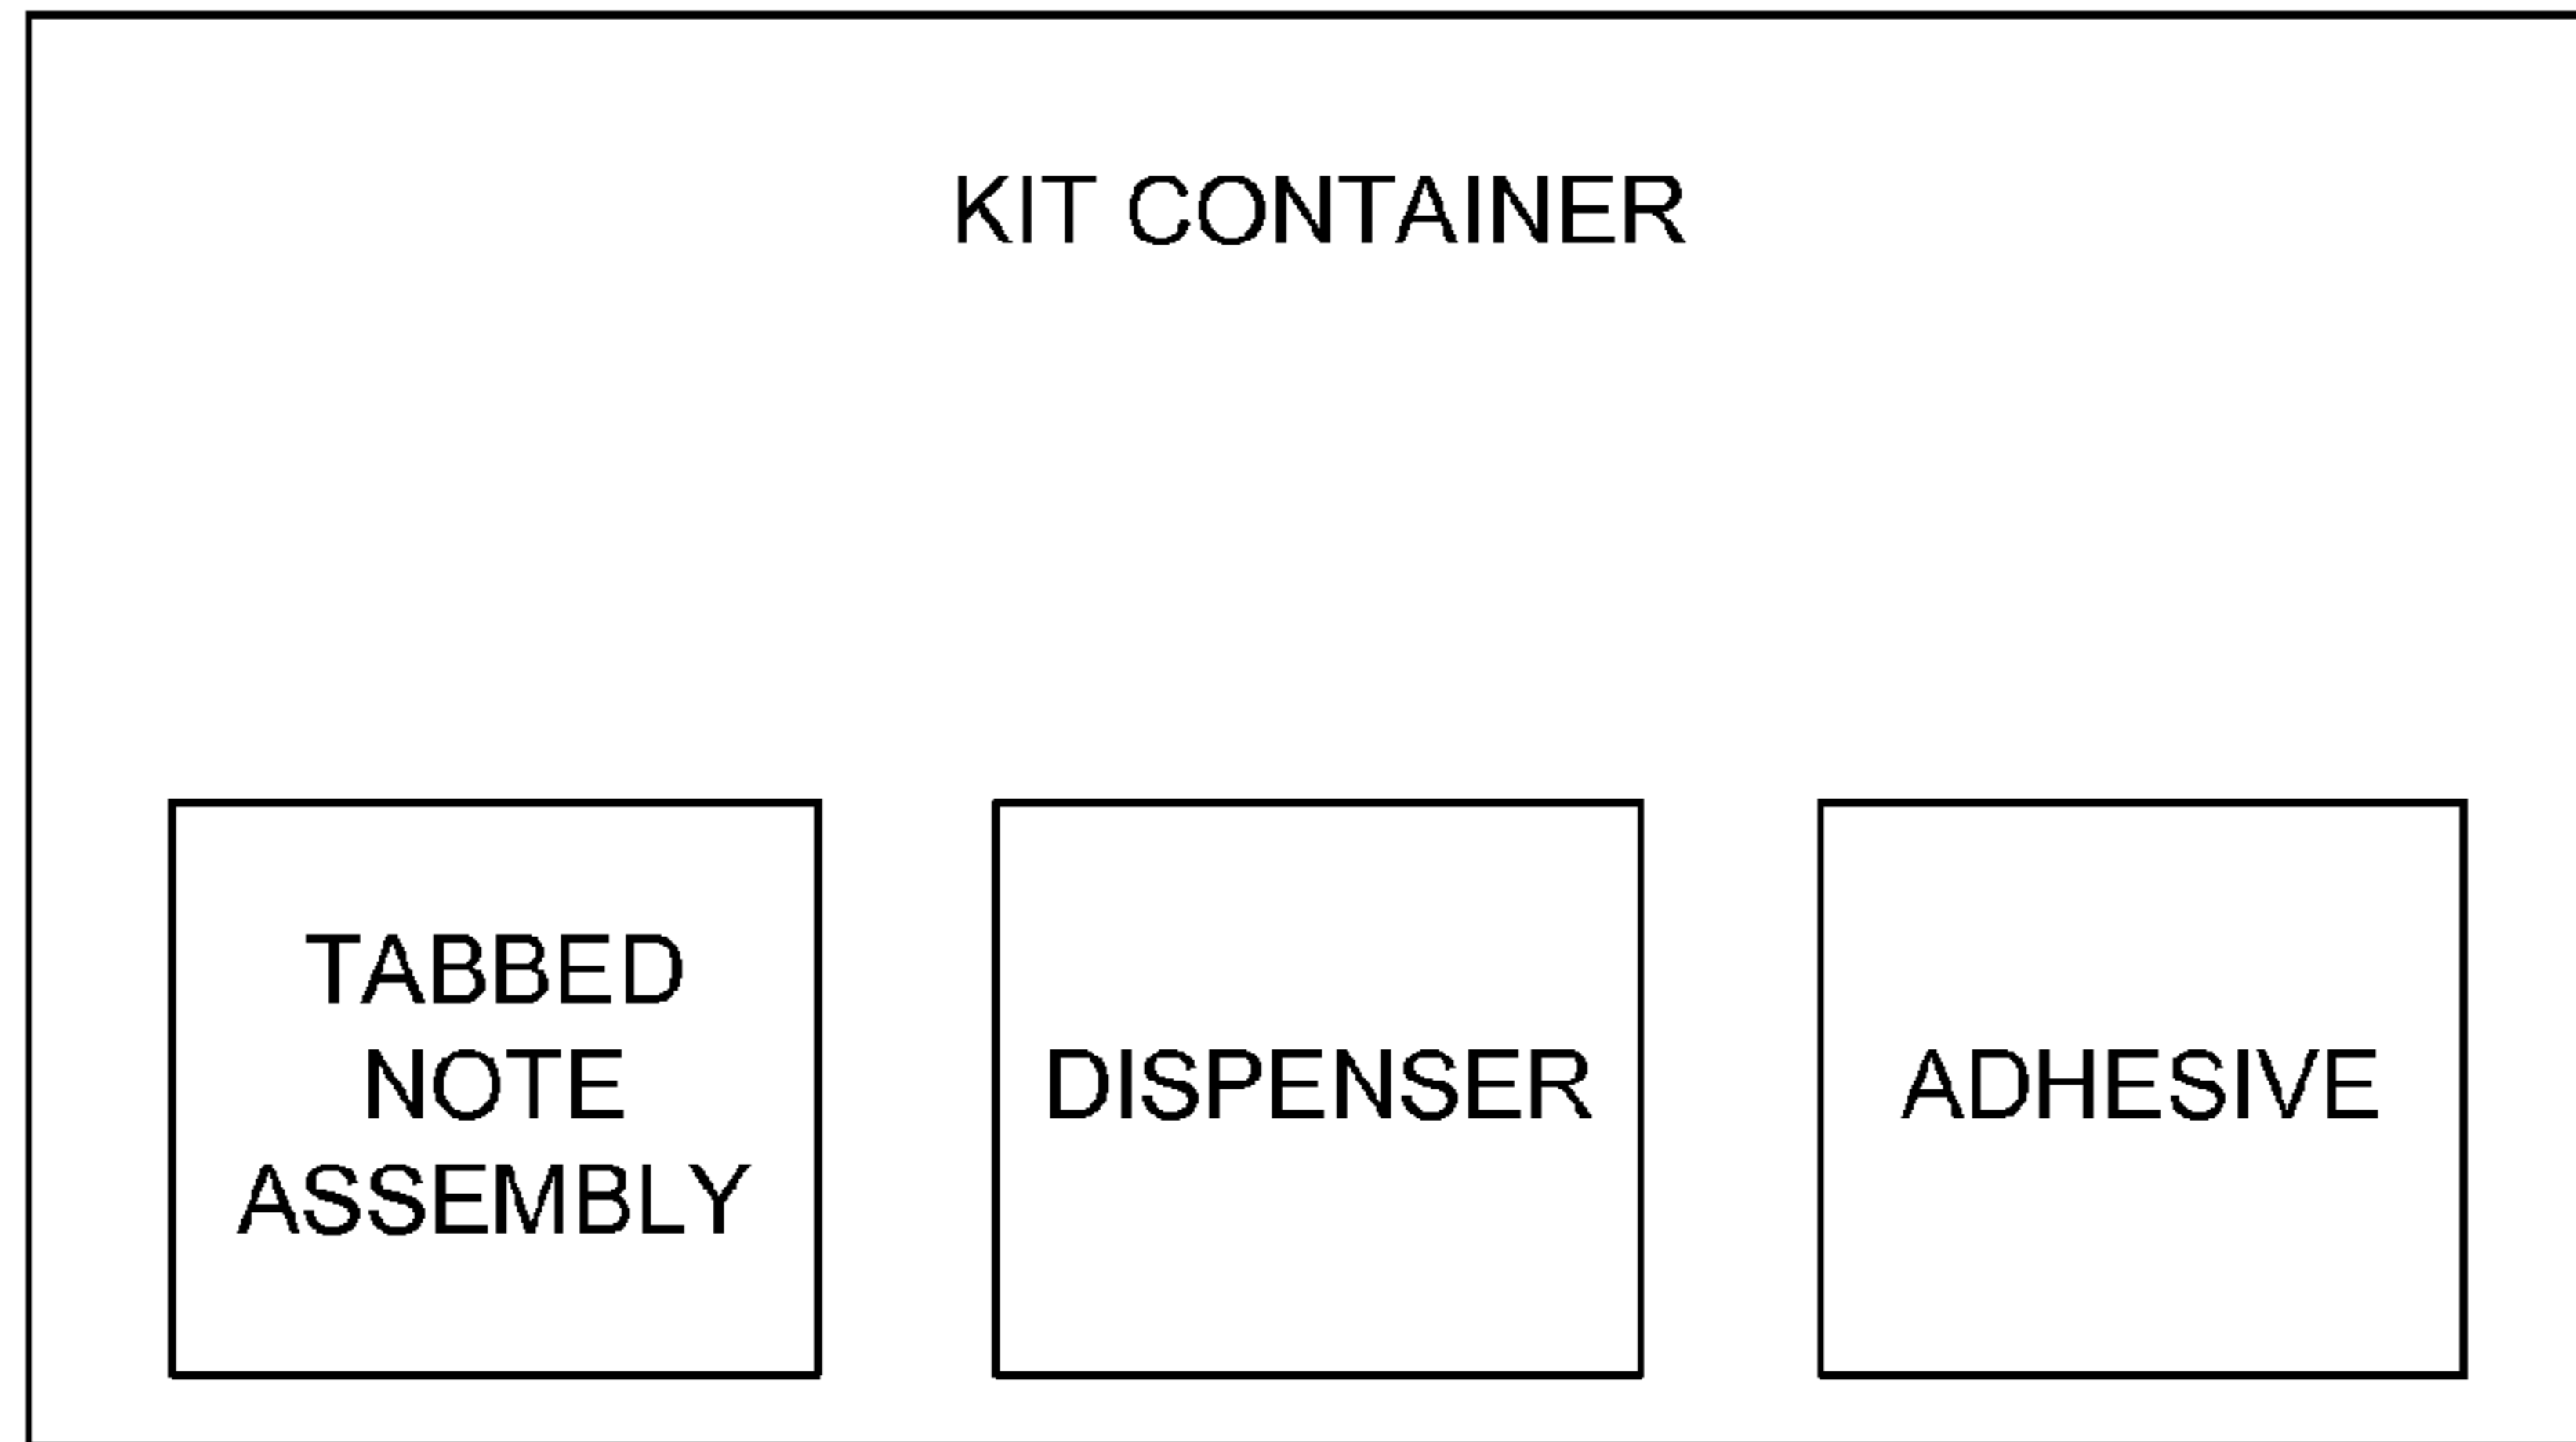 KIT CONTAINER
TABBED
NOTE
ASSEMBLY
DISPENSER
ADHESIVE